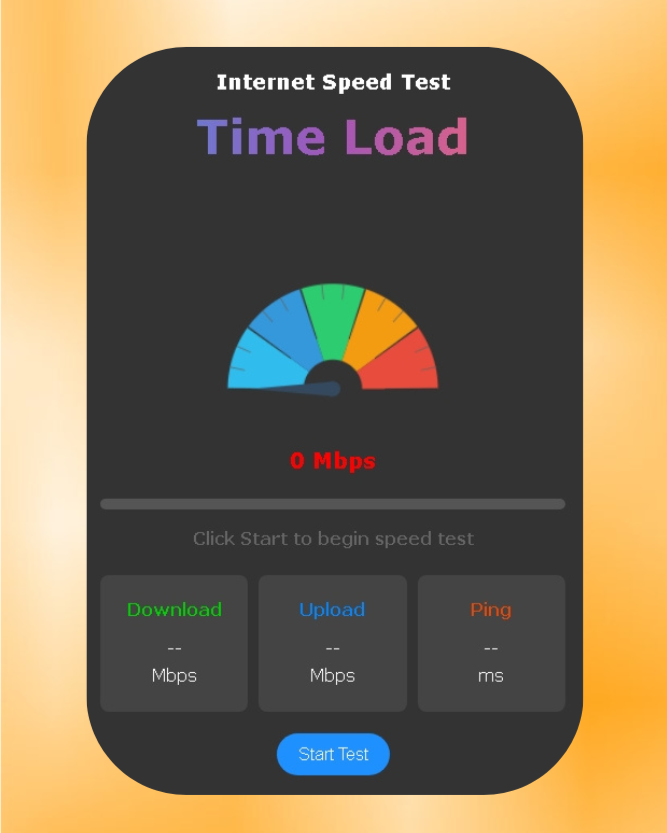 Internet Speed Test
Time Load
0 Mbps
Click Start to begin speed test
Download
--
Mbps
Upload
--
Mbps
Ping
--
ms
Start Test